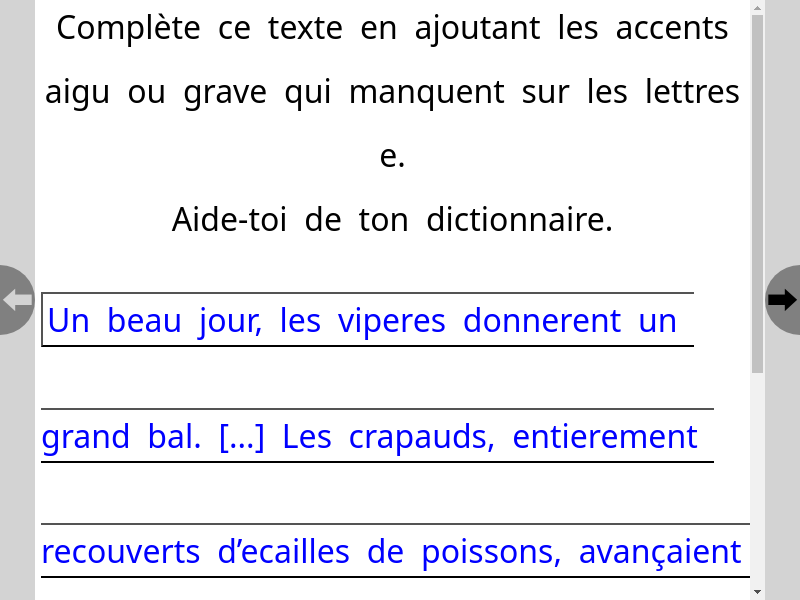 Complète ce texte en ajoutant les accents
aigu ou grave qui manquent sur les lettres
e.
Aide-toi de ton dictionnaire.
Un beau jour, les viperes donnerent un
grand bal. [...] Les crapauds, entierement
recouverts d’ecailles de poissons, avançaient